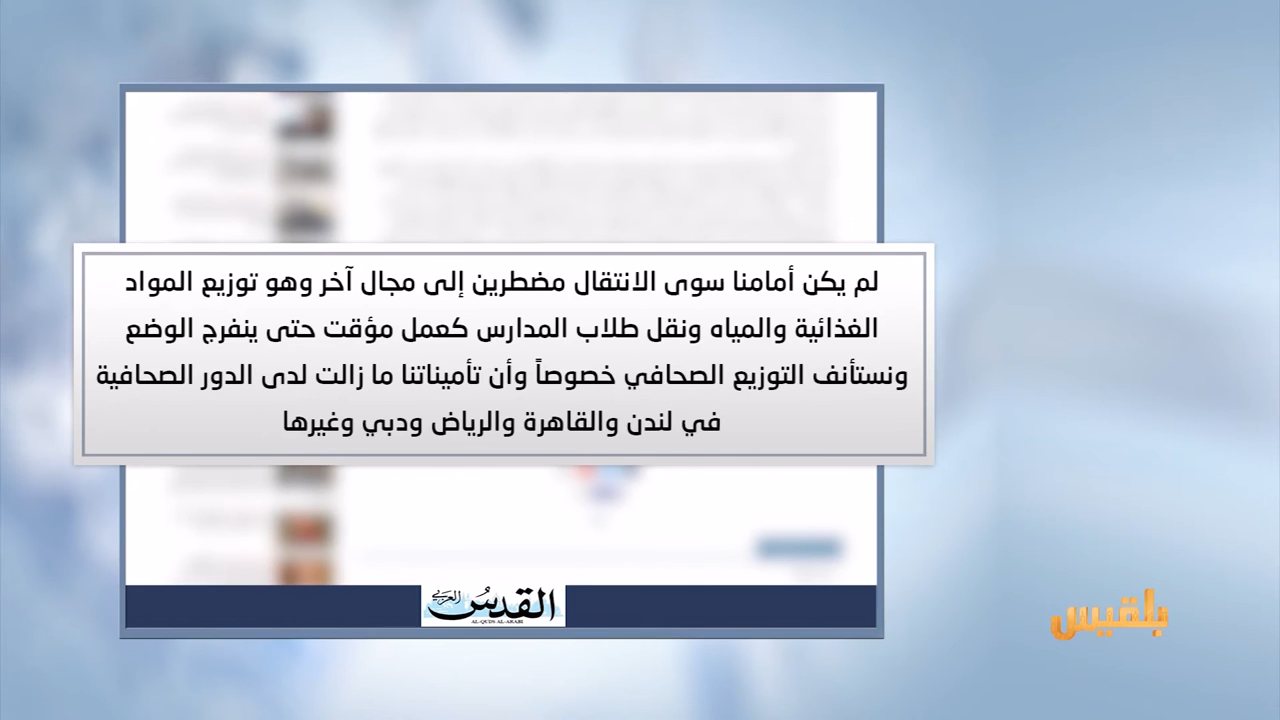 لم يكن أمامنا سوى الانتقال مضطرين إلى مجال آخر وهو توزيع المواد
الغذائية والمياه ونقل طلاب المدارس كعمل مؤقت حتى ينفرج الوضع
ونستأنف التوزيع الصحافي خصوصاً وأن تأميناتنا ما زالت لدى الدور الصحافية
في لندن والقاهرة والرياض ودبي وغيرها
القدس العربي
AL-QUDS AL-ARABI
بلقيس